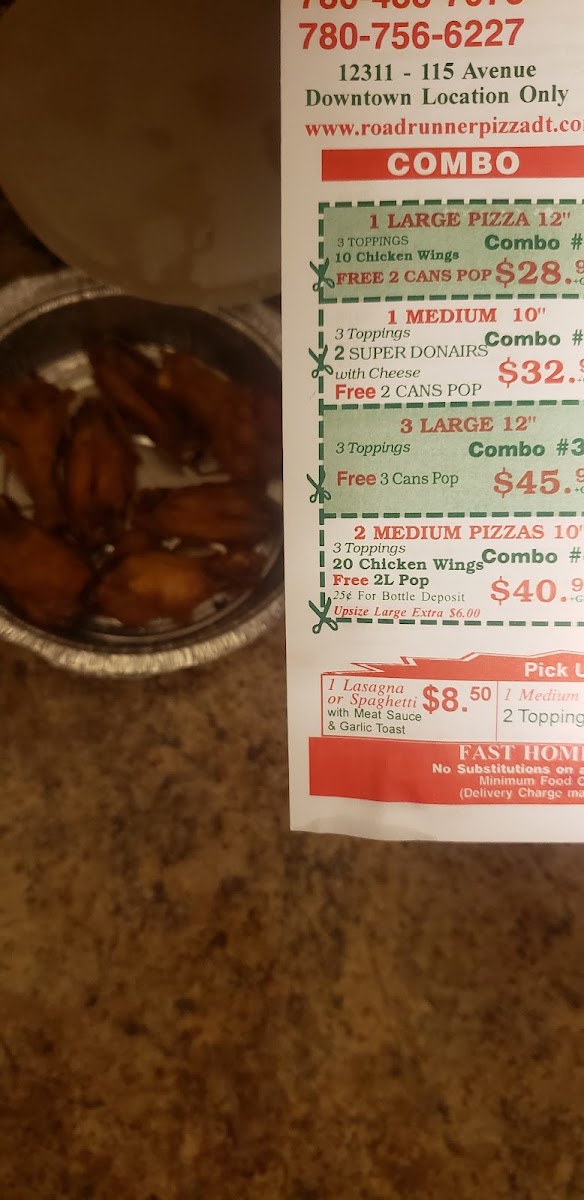 780-756-6227
12311 - 115 Avenue
Downtown Location Only
www.roadrunnerpizzadt.co
COMBO
1 LARGE PIZZA 12"
3 TOPPINGS Combo #
10 Chicken Wings
FREE 2 CANS POP $28.9
1 MEDIUM 10"
3 Toppings Combo #
2 SUPER DONAIRS
with Cheese $32.9
Free 2 CANS POP
3 LARGE 12"
3 Toppings Combo #3
Free 3 Cans Pop $45.9
2 MEDIUM PIZZAS 10"
3 Toppings
20 Chicken Wings Combo #
Free 2L Pop
25¢ For Bottle Deposit $40.9
Upsize Large Extra $6.00
Pick U
1 Lasagna
or Spaghetti $8.50
with Meat Sauce
& Garlic Toast
1 Medium
2 Topping
FAST HOM
No Substitutions on a
Minimum Food O
(Delivery Charge ma